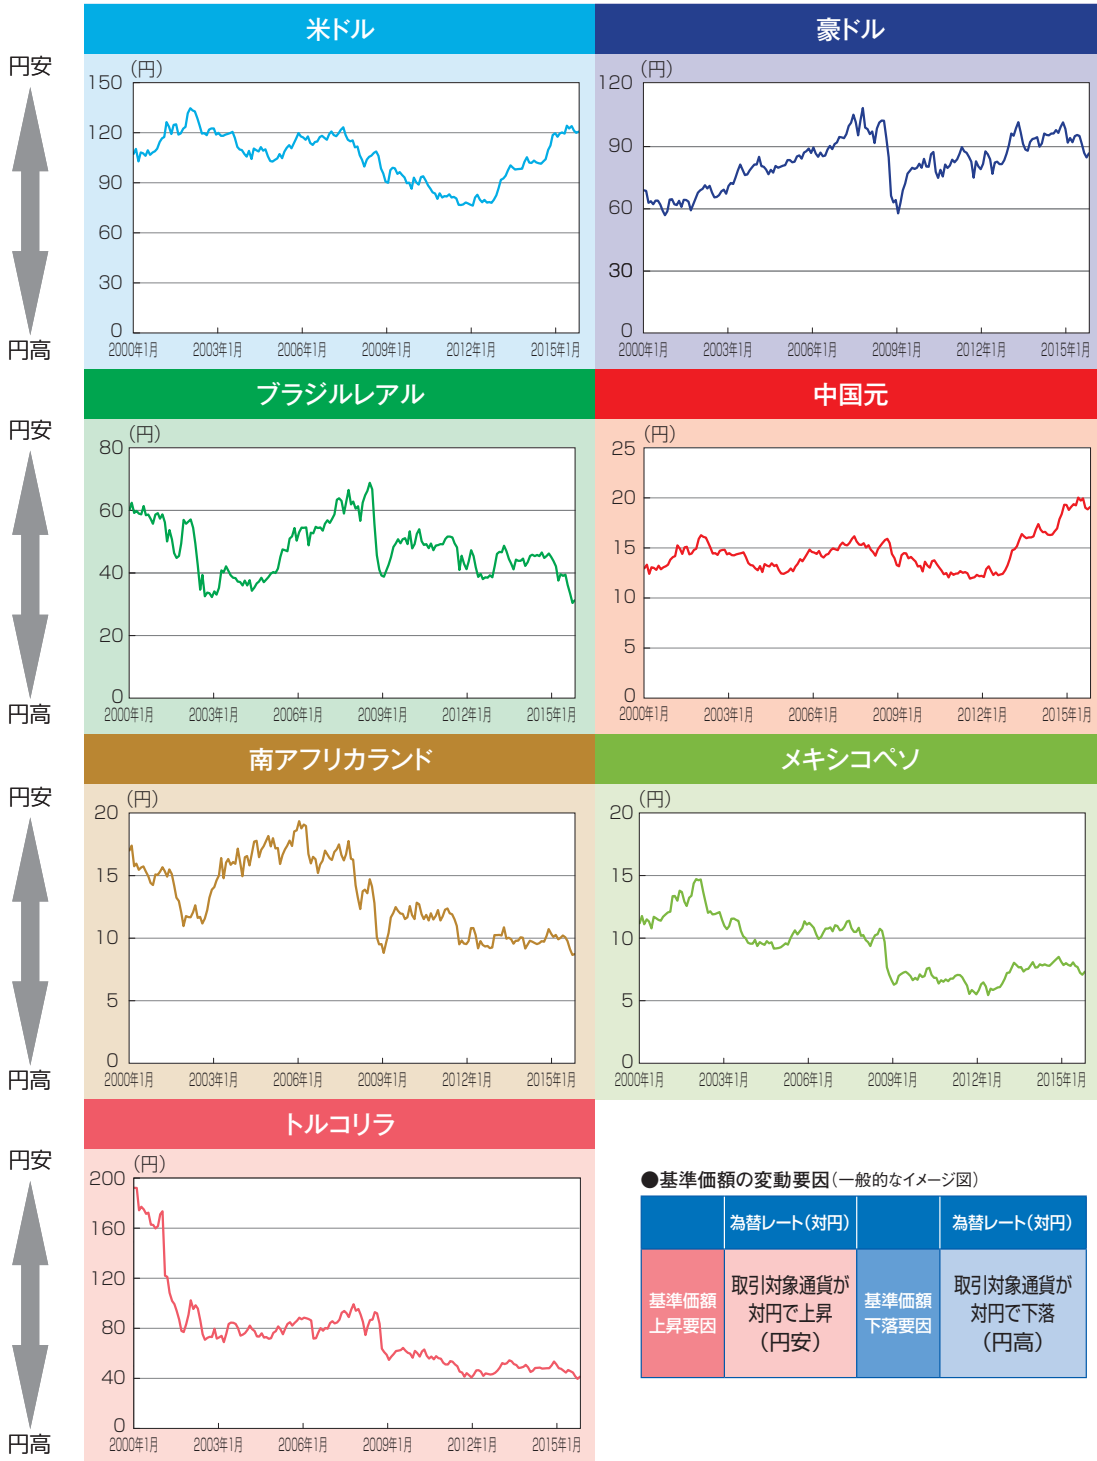 米ドル
円安
(円)
150
120
90
60
30
0
2000年1月 2003年1月 2006年1月 2009年1月 2012年1月 2015年1月
円高
豪ドル
(円)
120
90
60
30
0
2000年1月 2003年1月 2006年1月 2009年1月 2012年1月 2015年1月
ブラジルレアル
円安
(円)
80
60
40
20
0
2000年1月 2003年1月 2006年1月 2009年1月 2012年1月 2015年1月
円高
中国元
(円)
25
20
15
10
5
0
2000年1月 2003年1月 2006年1月 2009年1月 2012年1月 2015年1月
南アフリカランド
円安
(円)
20
15
10
5
0
2000年1月 2003年1月 2006年1月 2009年1月 2012年1月 2015年1月
円高
メキシコペソ
(円)
20
15
10
5
0
2000年1月 2003年1月 2006年1月 2009年1月 2012年1月 2015年1月
トルコリラ
円安
(円)
200
160
120
80
40
0
2000年1月 2003年1月 2006年1月 2009年1月 2012年1月 2015年1月
円高
●基準価額の変動要因(一般的なイメージ図)
為替レート(対円) 為替レート(対円)
基準価額
上昇要因
取引対象通貨が
対円で上昇
(円安)
基準価額
下落要因
取引対象通貨が
対円で下落
(円高)